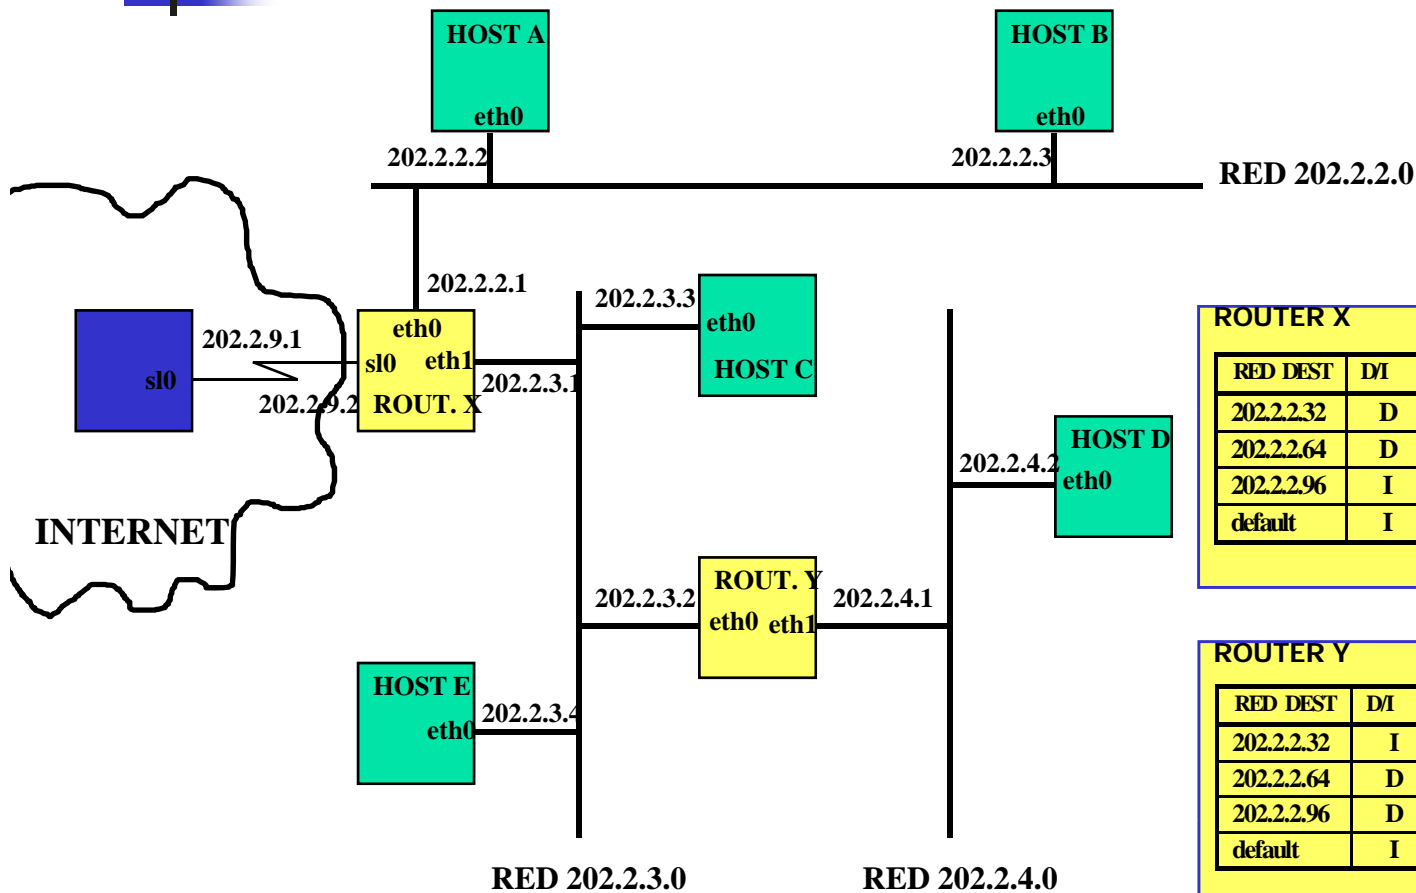 HOST A
eth0
202.2.2.2
HOST B
eth0
202.2.2.3
RED 202.2.2.0
202.2.2.1
eth0
sl0 eth1
ROUT. X
202.2.9.1
sl0
202.2.9.2
INTERNET
202.2.3.1
202.2.3.3
eth0
HOST C
202.2.4.2
HOST D
eth0
202.2.3.2
ROUT. Y
eth0 eth1
202.2.4.1
HOST E
eth0
202.2.3.4
RED 202.2.3.0
RED 202.2.4.0
ROUTER X
RED DEST D/I
202.2.2.32 D
202.2.2.64 D
202.2.2.96 I
default I
ROUTER Y
RED DEST D/I
202.2.2.32 I
202.2.2.64 D
202.2.2.96 D
default I